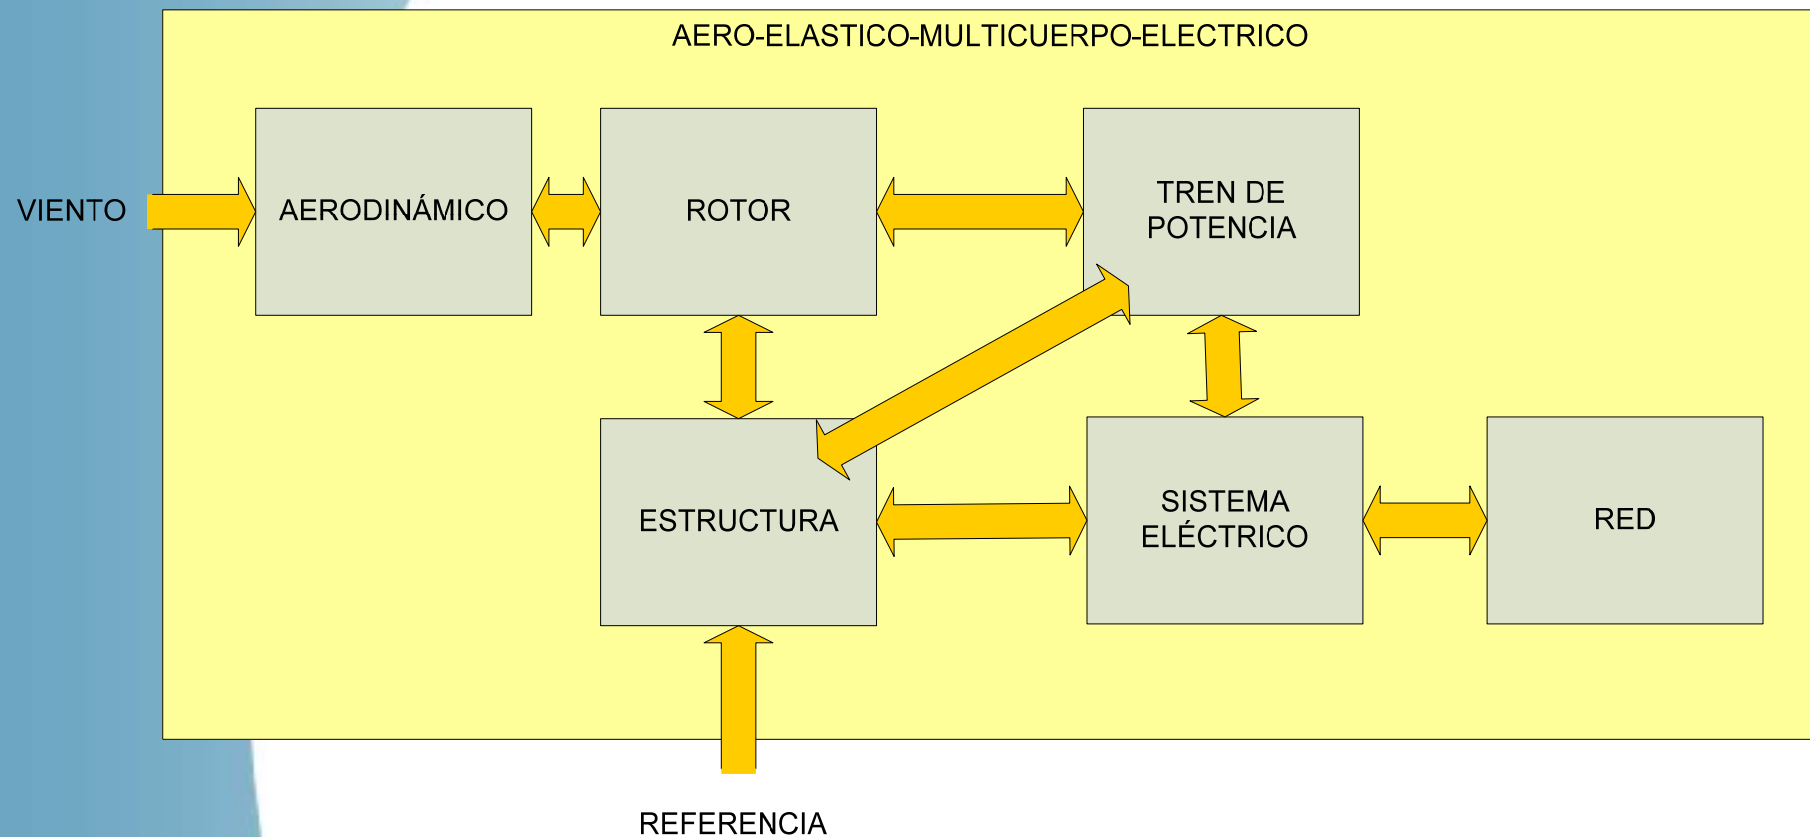 AERO-ELASTICO-MULTICUERPO-ELECTRICO
VIENTO
AERODINÁMICO
ROTOR
TREN DE
POTENCIA
ESTRUCTURA
SISTEMA
ELÉCTRICO
RED
REFERENCIA